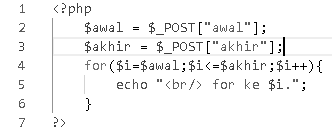 1 <?php
2 $awal = $_POST["awal"];
3 $akhir = $_POST["akhir"];
4 for($i=$awal;$i<=$akhir;$i++){
5 echo "<br/> for ke $i.";
6 }
7 ?>